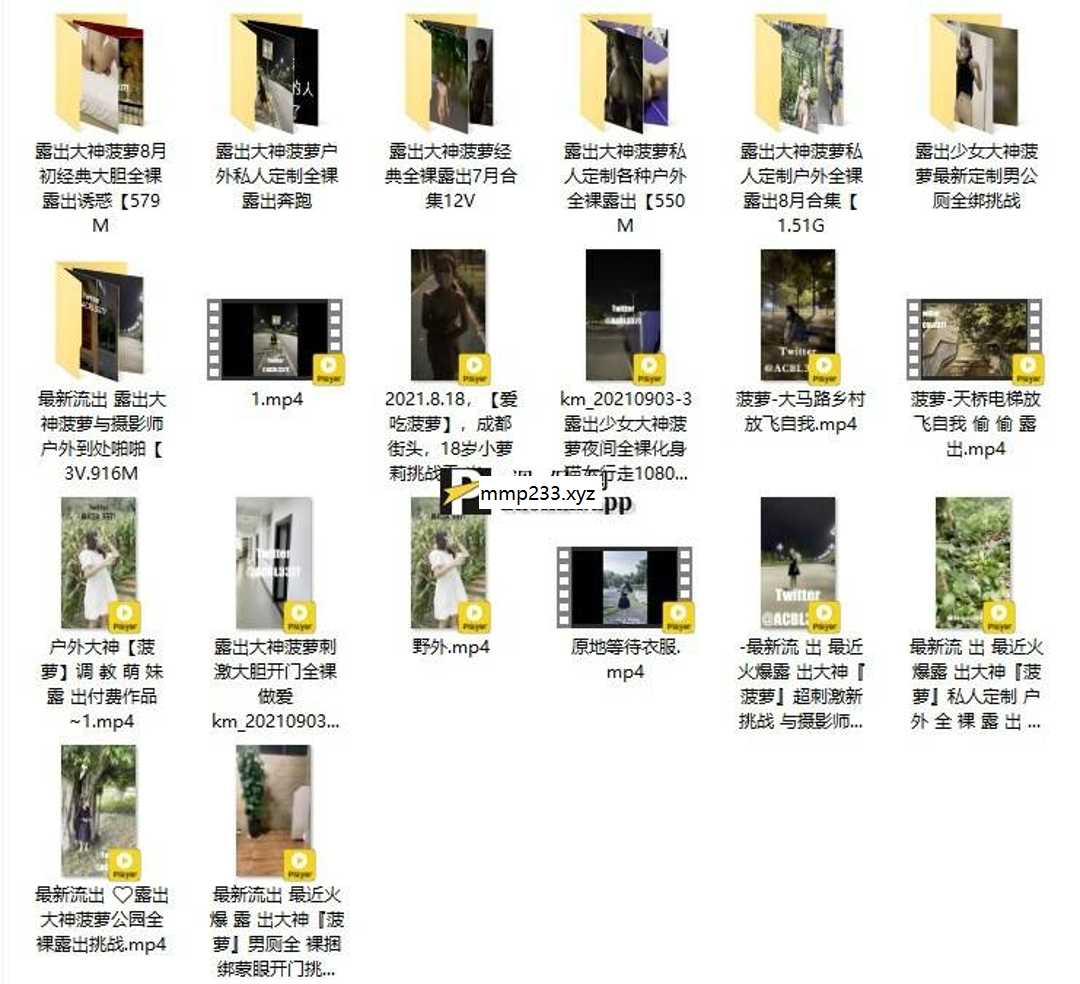 露出大神菠萝8月
初经典大胆全裸
露出诱惑【579
M
露出大神菠萝户
外私人定制全裸
露出奔跑
露出大神菠萝经
典全裸露出7月合
集12V
露出大神菠萝私
人定制各种户外
全裸露出【550
M
露出大神菠萝私
人定制户外全裸
露出8月合集【
1.51G
露出少女大神菠
萝最新定制男公
厕全绑挑战
最新流出 露出大
神菠萝与摄影师
户外到处啪啪【
3V.916M
1.mp4
2021.8.18，【爱
吃菠萝】，成都
街头，18岁小萝
莉挑战
km_20210903-3
露出少女大神菠
萝夜间全裸化身
猫女行走1080...
菠萝-大马路乡村
放飞自我.mp4
菠萝-天桥电梯放
飞自我 偷 偷 露
出.mp4
mmp233.xyz
户外大神【菠
萝】调 教 萌 妹
露 出付费作品
~1.mp4
露出大神菠萝刺
激大胆开门全裸
做爱
km_20210903...
野外.mp4
原地等待衣服.
mp4
-最新流 出 最近
火爆露 出大神『
菠萝』超刺激新
挑战 与摄影师...
最新流 出 最近火
爆露 出大神『菠
萝』私人定制 户
外 全 裸 露 出 ...
最新流出 ♡露出
大神菠萝公园全
裸露出挑战.mp4
最新流出 最近火
爆 露 出大神『菠
萝』男厕全 裸捆
绑蒙眼开门挑...